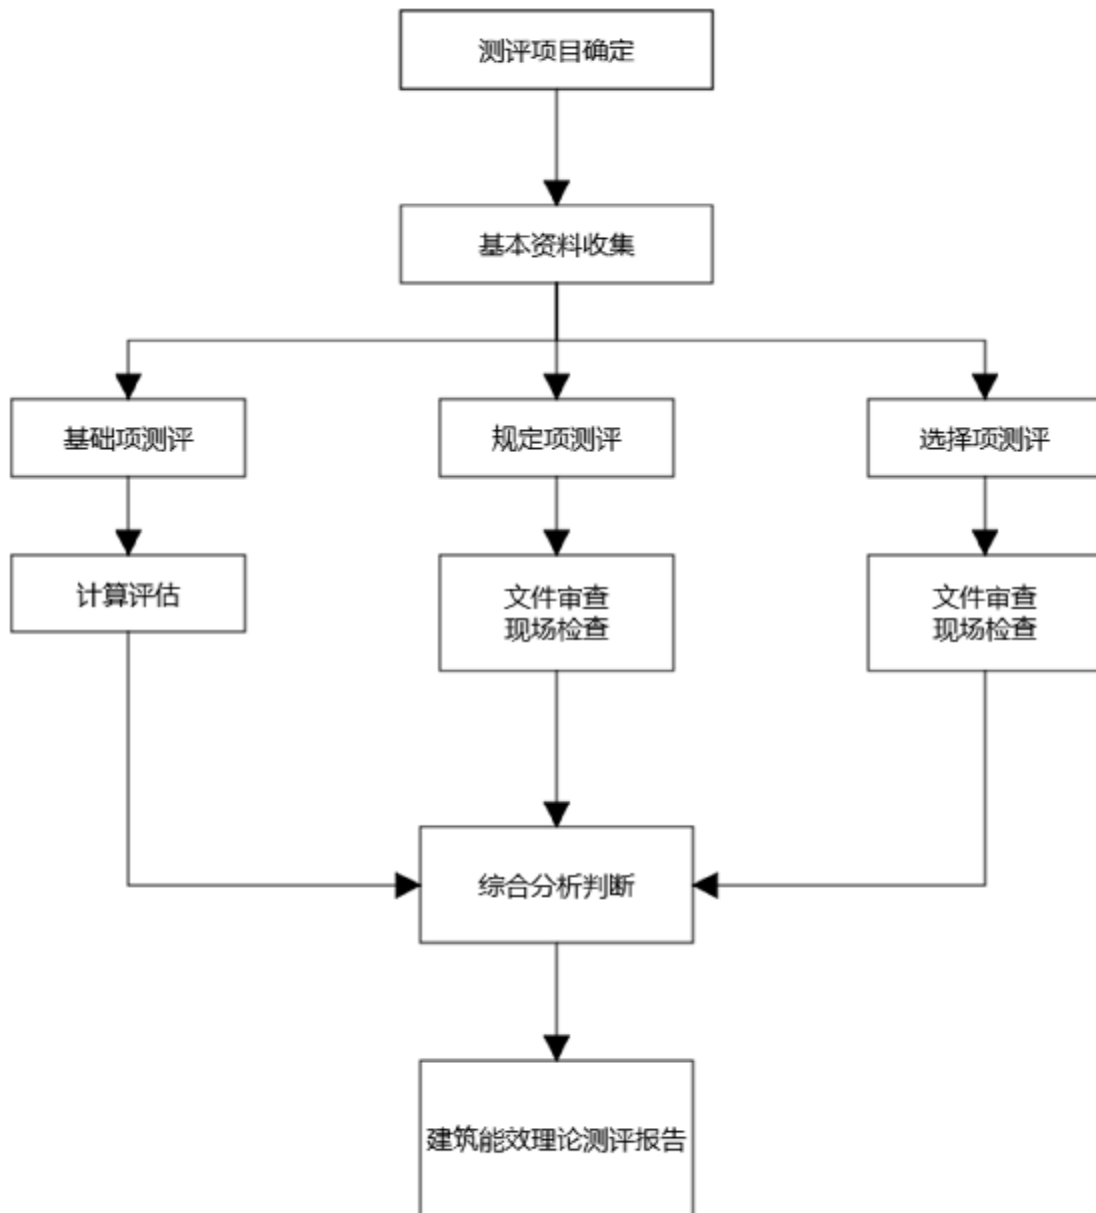 测评项目确定
基本资料收集
基础项测评
规定项测评
选择项测评
计算评估
文件审查
现场检查
文件审查
现场检查
综合分析判断
建筑能效理论测评报告